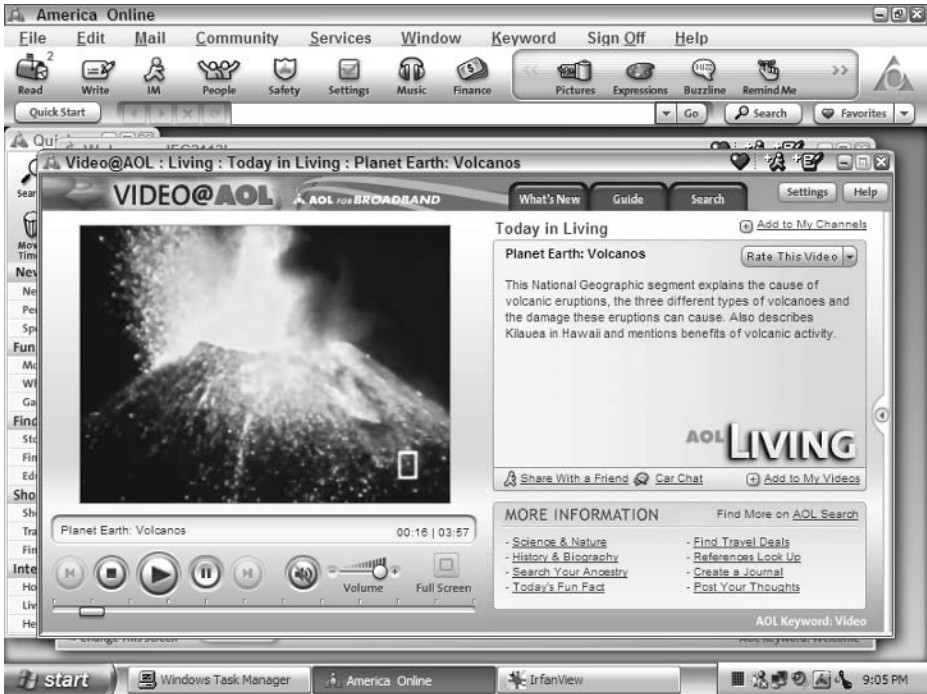 America Online
File Edit Mail Community Services Window Keyword Sign Off Help
2
Read Write IM People Safety Settings Music Finance Pictures Expressions Buzzline Remind Me
Quick Start Go Search Favorites
Video@AOL : Living : Today in Living : Planet Earth: Volcanos
VIDEO@AOL AOL FOR BROADBAND What's New Guide Search Settings Help
Today in Living Add to My Channels
Planet Earth: Volcanos Rate This Video
This National Geographic segment explains the cause of
volcanic eruptions, the three different types of volcanoes and
the damage these eruptions can cause. Also describes
Kilauea in Hawaii and mentions benefits of volcanic activity.
AOL LIVING
Share With a Friend Car Chat Add to My Videos
Planet Earth: Volcanos 00:16 | 03:57
Volume Full Screen
MORE INFORMATION Find More on AOL Search
- Science & Nature - Find Travel Deals
- History & Biography - References Look Up
- Search Your Ancestry - Create a Journal
- Today's Fun Fact - Post Your Thoughts
AOL Keyword: Video
start Windows Task Manager America Online IrfanView 9:05 PM